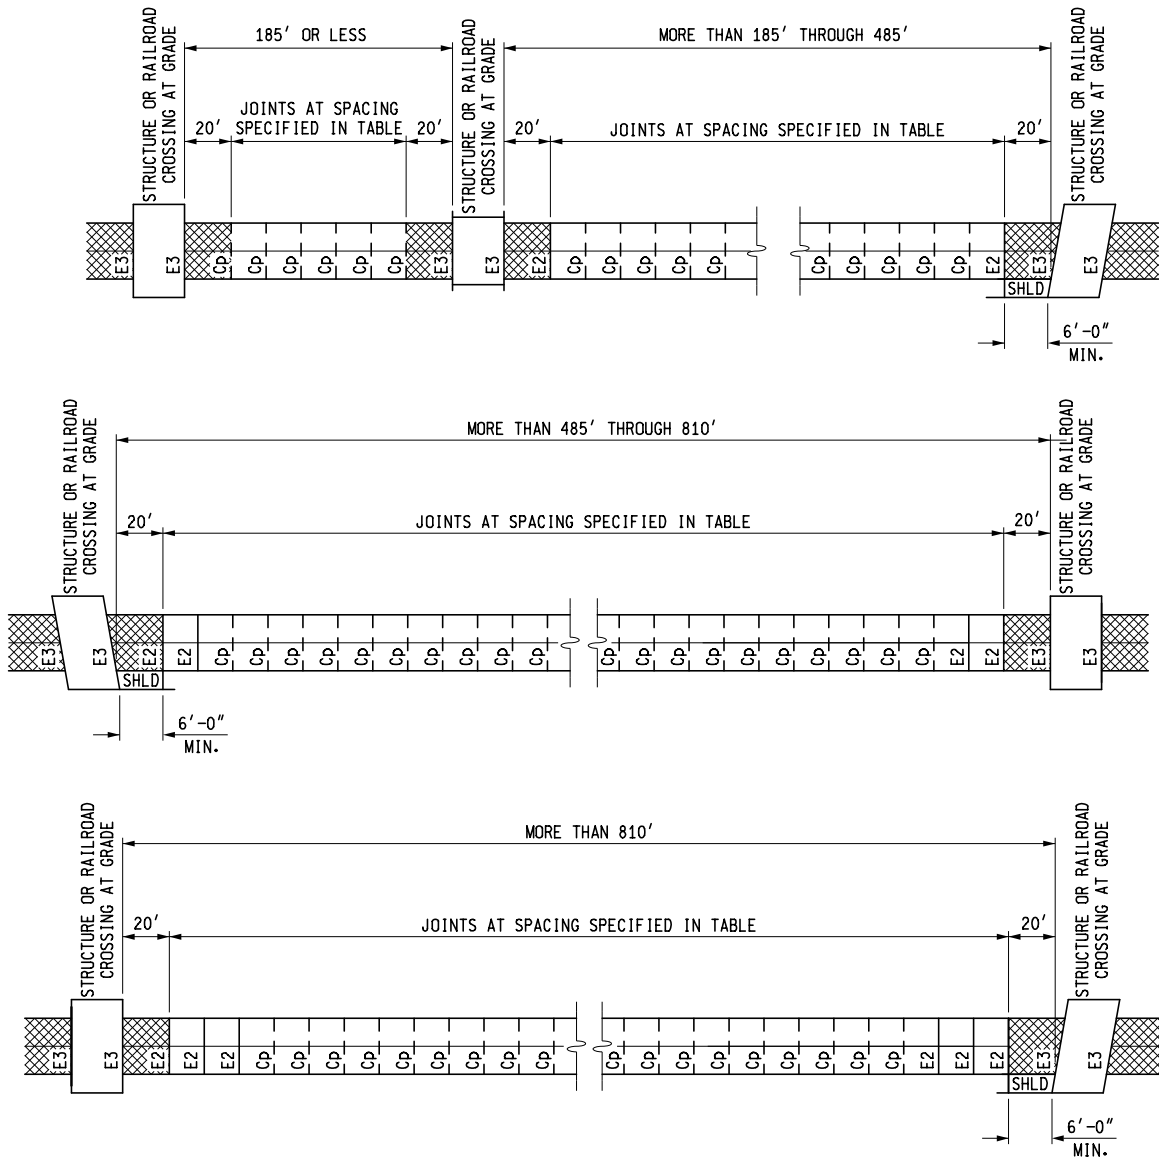 STRUCTURE OR RAILROAD
CROSSING AT GRADE
185' OR LESS
STRUCTURE OR RAILROAD
CROSSING AT GRADE
MORE THAN 185' THROUGH 485'
STRUCTURE OR RAILROAD
CROSSING AT GRADE
20'
JOINTS AT SPACING
SPECIFIED IN TABLE
20'
20'
JOINTS AT SPACING SPECIFIED IN TABLE
20'
E3 E3 Cp Cp Cp Cp Cp Cp E3 E3 E2 Cp Cp Cp Cp Cp Cp Cp Cp Cp Cp E2 E3 E3
SHLD
6'-0"
MIN.
STRUCTURE OR RAILROAD
CROSSING AT GRADE
MORE THAN 485' THROUGH 810'
STRUCTURE OR RAILROAD
CROSSING AT GRADE
20'
JOINTS AT SPACING SPECIFIED IN TABLE
20'
E3 E3 E2 E2 Cp Cp Cp Cp Cp Cp Cp Cp Cp Cp Cp Cp Cp Cp Cp Cp Cp Cp Cp Cp E2 E2 E3 E3
SHLD
6'-0"
MIN.
STRUCTURE OR RAILROAD
CROSSING AT GRADE
MORE THAN 810'
STRUCTURE OR RAILROAD
CROSSING AT GRADE
20'
JOINTS AT SPACING SPECIFIED IN TABLE
20'
E3 E3 E2 E2 E2 Cp Cp Cp Cp Cp Cp Cp Cp Cp Cp Cp Cp Cp Cp Cp Cp Cp Cp E2 E2 E2 E3 E3
SHLD
6'-0"
MIN.